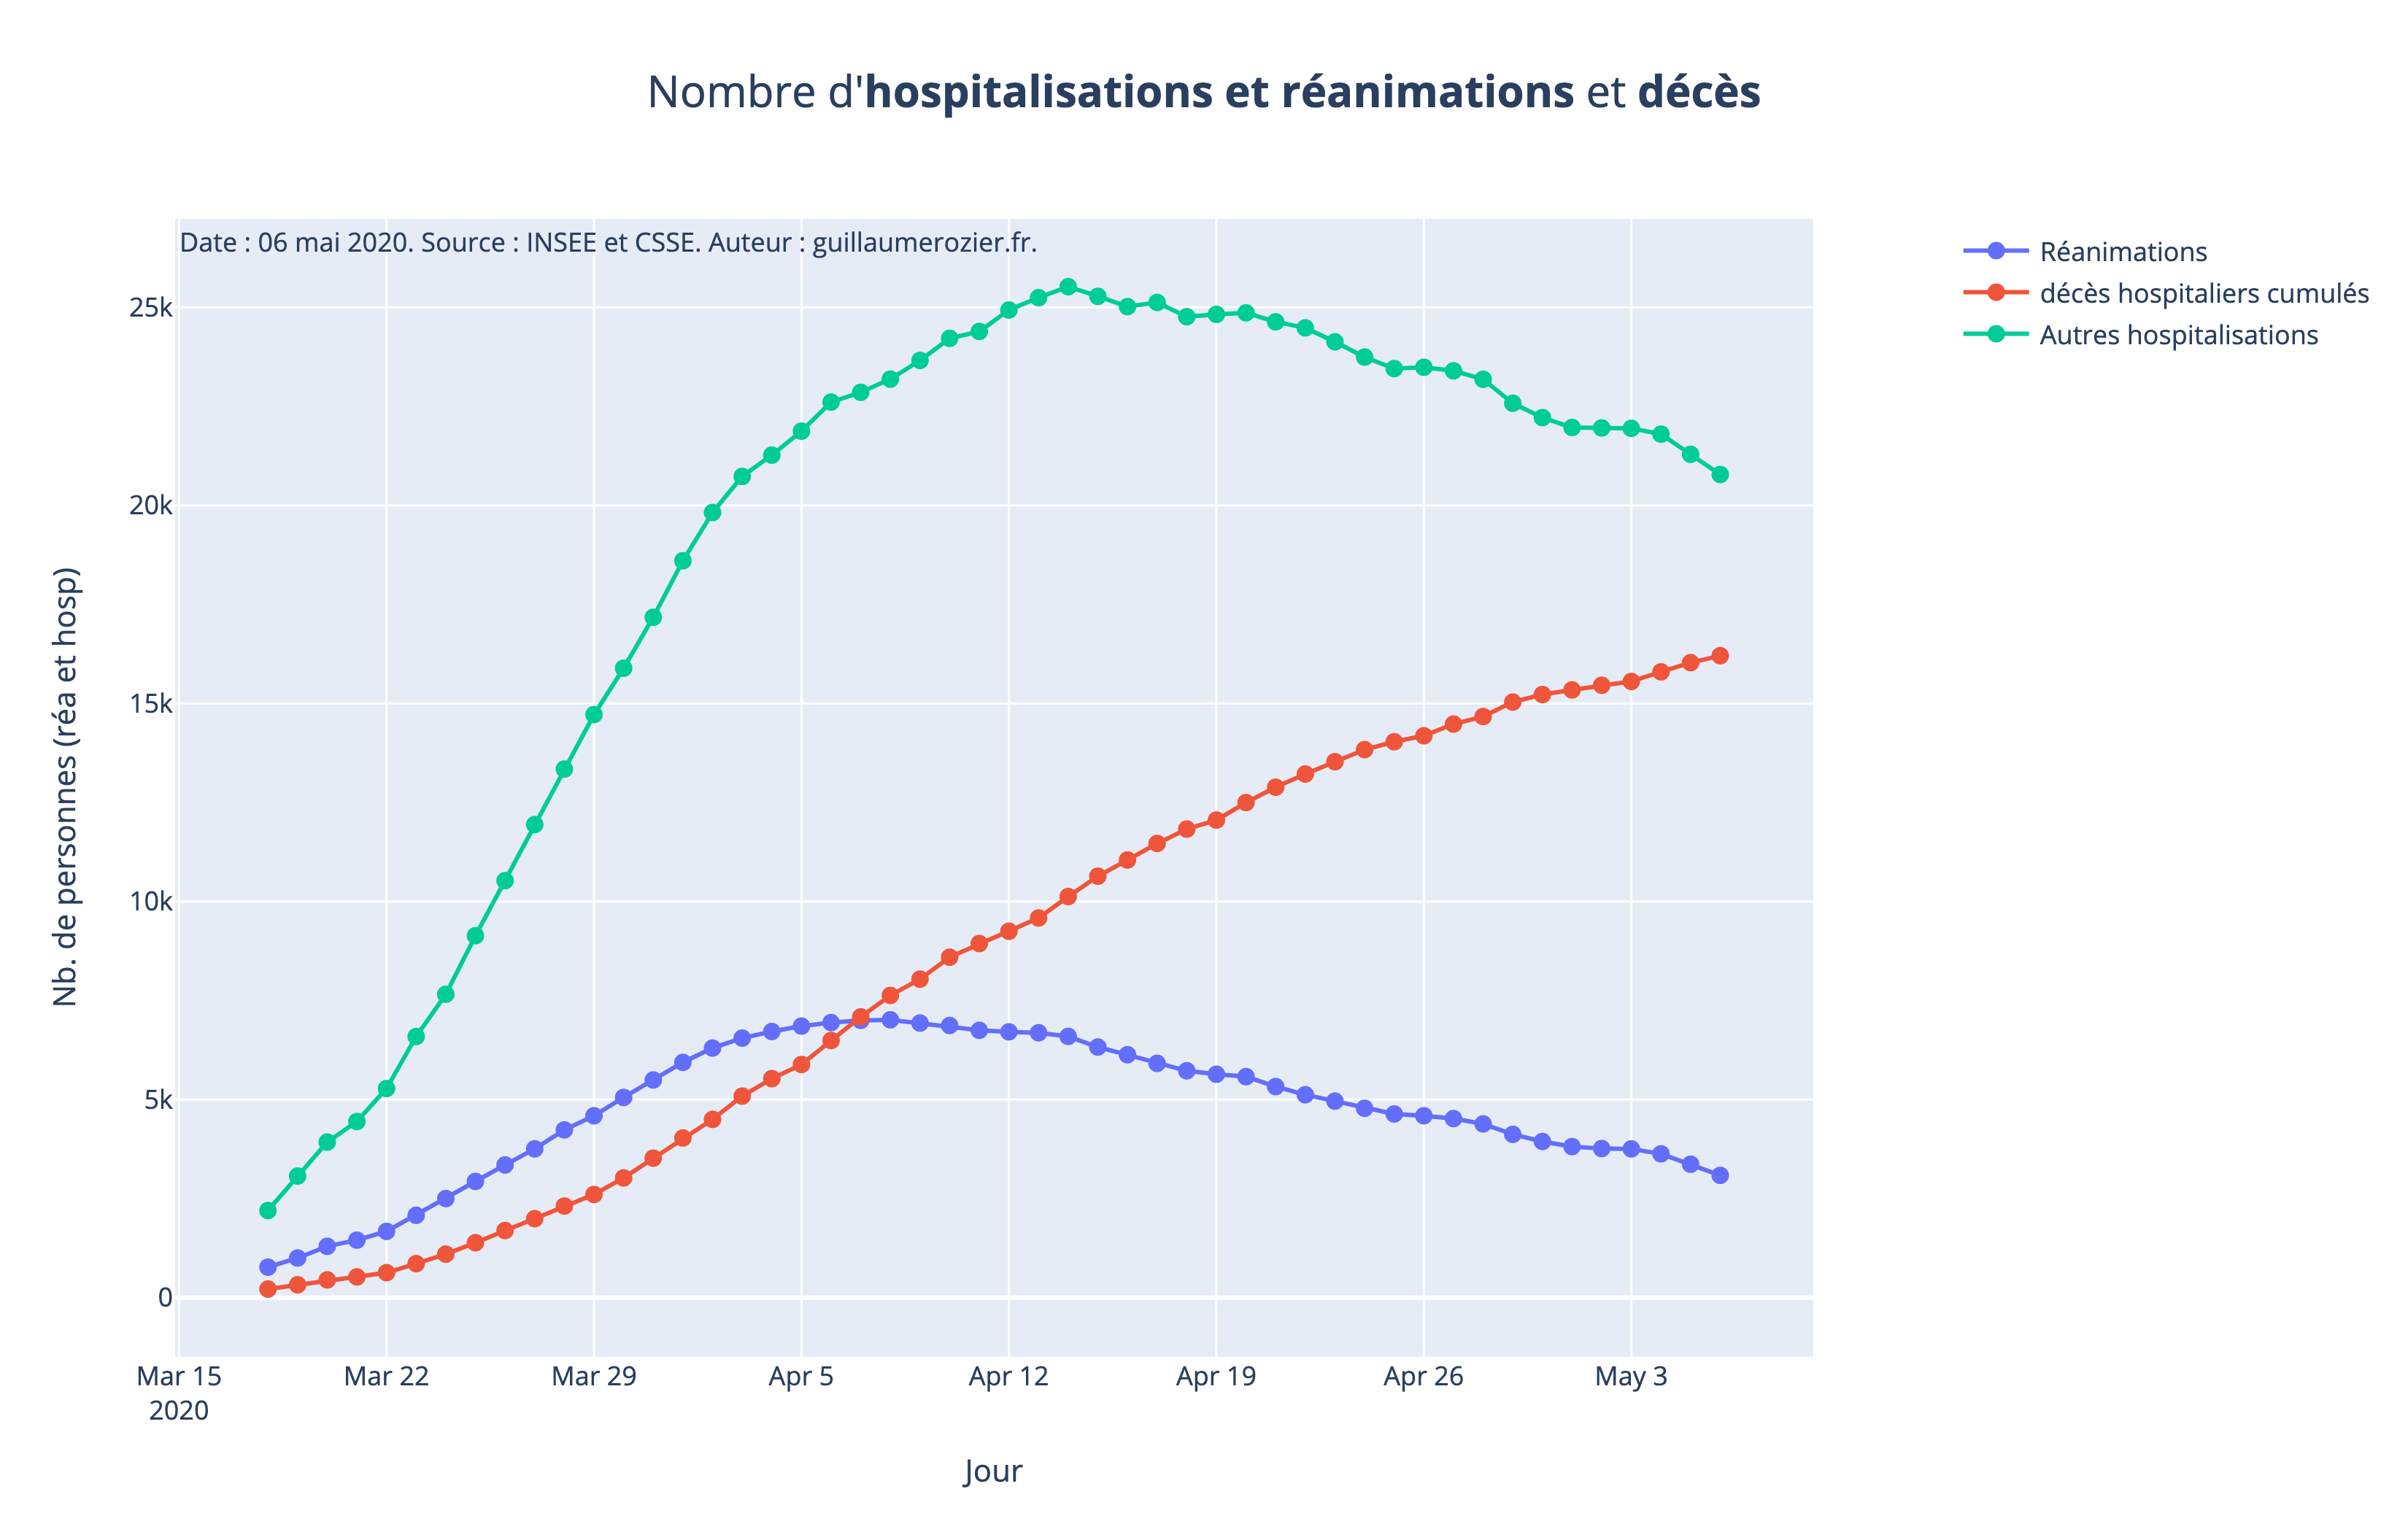 Nombre d'hospitalisations et réanimations et décès
Date : 06 mai 2020. Source : INSEE et CSSE. Auteur : guillaumerozier.fr.
Réanimations
décès hospitaliers cumulés
Autres hospitalisations
Nb. de personnes (réa et hosp)
25k
20k
15k
10k
5k
0
Mar 15
2020
Mar 22
Mar 29
Apr 5
Apr 12
Apr 19
Apr 26
May 3
Jour